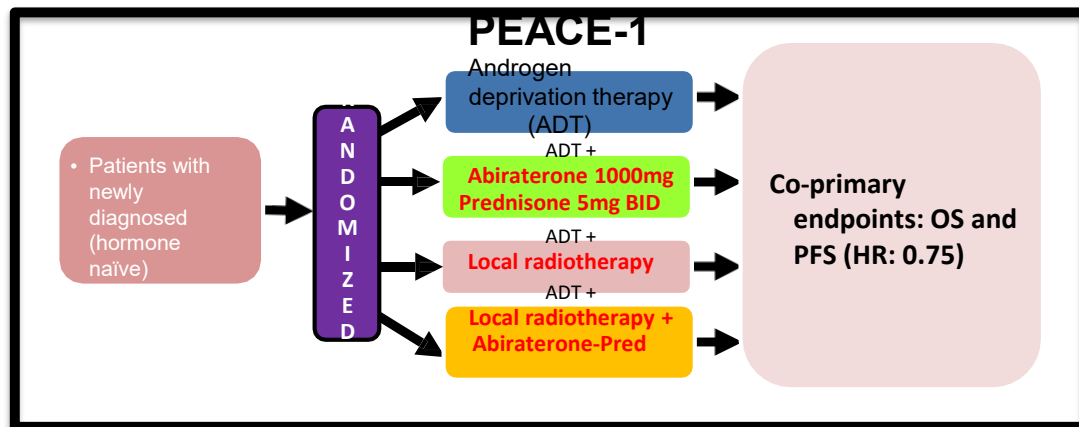 PEACE-1
• Patients with
newly
diagnosed
(hormone
naïve)
A
N
D
O
M
I
Z
E
D
Androgen
deprivation therapy
(ADT)
ADT +
Abiraterone 1000mg
Prednisone 5mg BID
ADT +
Local radiotherapy
ADT +
Local radiotherapy +
Abiraterone-Pred
Co-primary
endpoints: OS and
PFS (HR: 0.75)